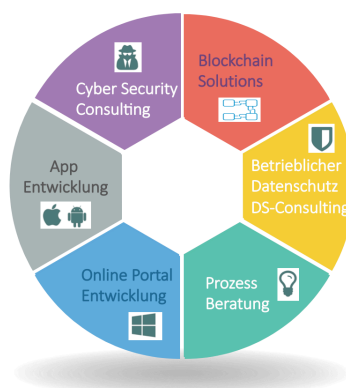 Cyber Security
Consulting
Blockchain
Solutions
App
Entwicklung
Betrieblicher
Datenschutz
DS-Consulting
Online Portal
Entwicklung
Prozess
Beratung